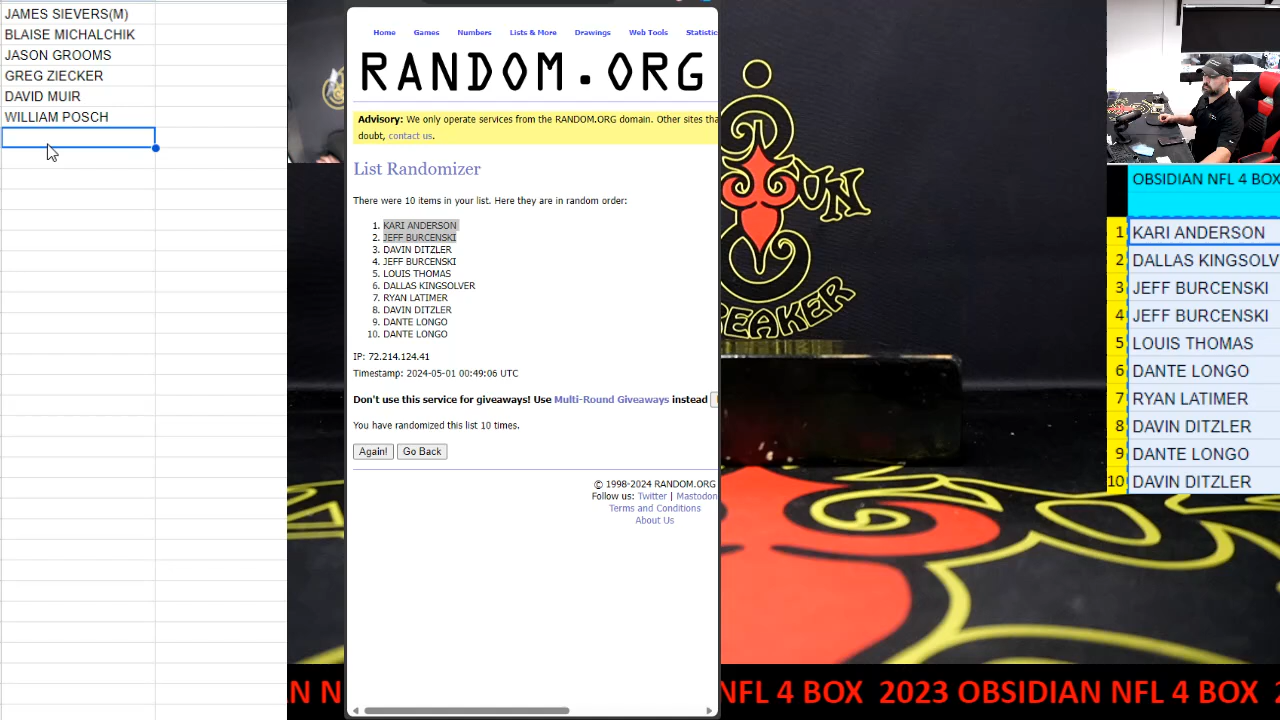 JAMES SIEVERS(M)
BLAISE MICHALCHIK
JASON GROOMS
GREG ZIECKER
DAVID MUIR
WILLIAM POSCH
Home Games Numbers Lists & More Drawings Web Tools Statistic
RANDOM.ORG
Advisory: We only operate services from the RANDOM.ORG domain. Other sites tha
doubt, contact us.
List Randomizer
There were 10 items in your list. Here they are in random order:
1. KARI ANDERSON
2. JEFF BURCENSKI
3. DAVIN DITZLER
4. JEFF BURCENSKI
5. LOUIS THOMAS
6. DALLAS KINGSOLVER
7. RYAN LATIMER
8. DAVIN DITZLER
9. DANTE LONGO
10. DANTE LONGO
IP: 72.214.124.41
Timestamp: 2024-05-01 00:49:06 UTC
Don't use this service for giveaways! Use Multi-Round Giveaways instead
You have randomized this list 10 times.
Again! Go Back
© 1998-2024 RANDOM.ORG
Follow us: Twitter | Mastodon
Terms and Conditions
About Us
OBSIDIAN NFL 4 BOX
1 KARI ANDERSON
2 DALLAS KINGSOLV
3 JEFF BURCENSKI
4 JEFF BURCENSKI
5 LOUIS THOMAS
6 DANTE LONGO
7 RYAN LATIMER
8 DAVIN DITZLER
9 DANTE LONGO
10 DAVIN DITZLER
N N NFL 4 BOX 2023 OBSIDIAN NFL 4 BOX